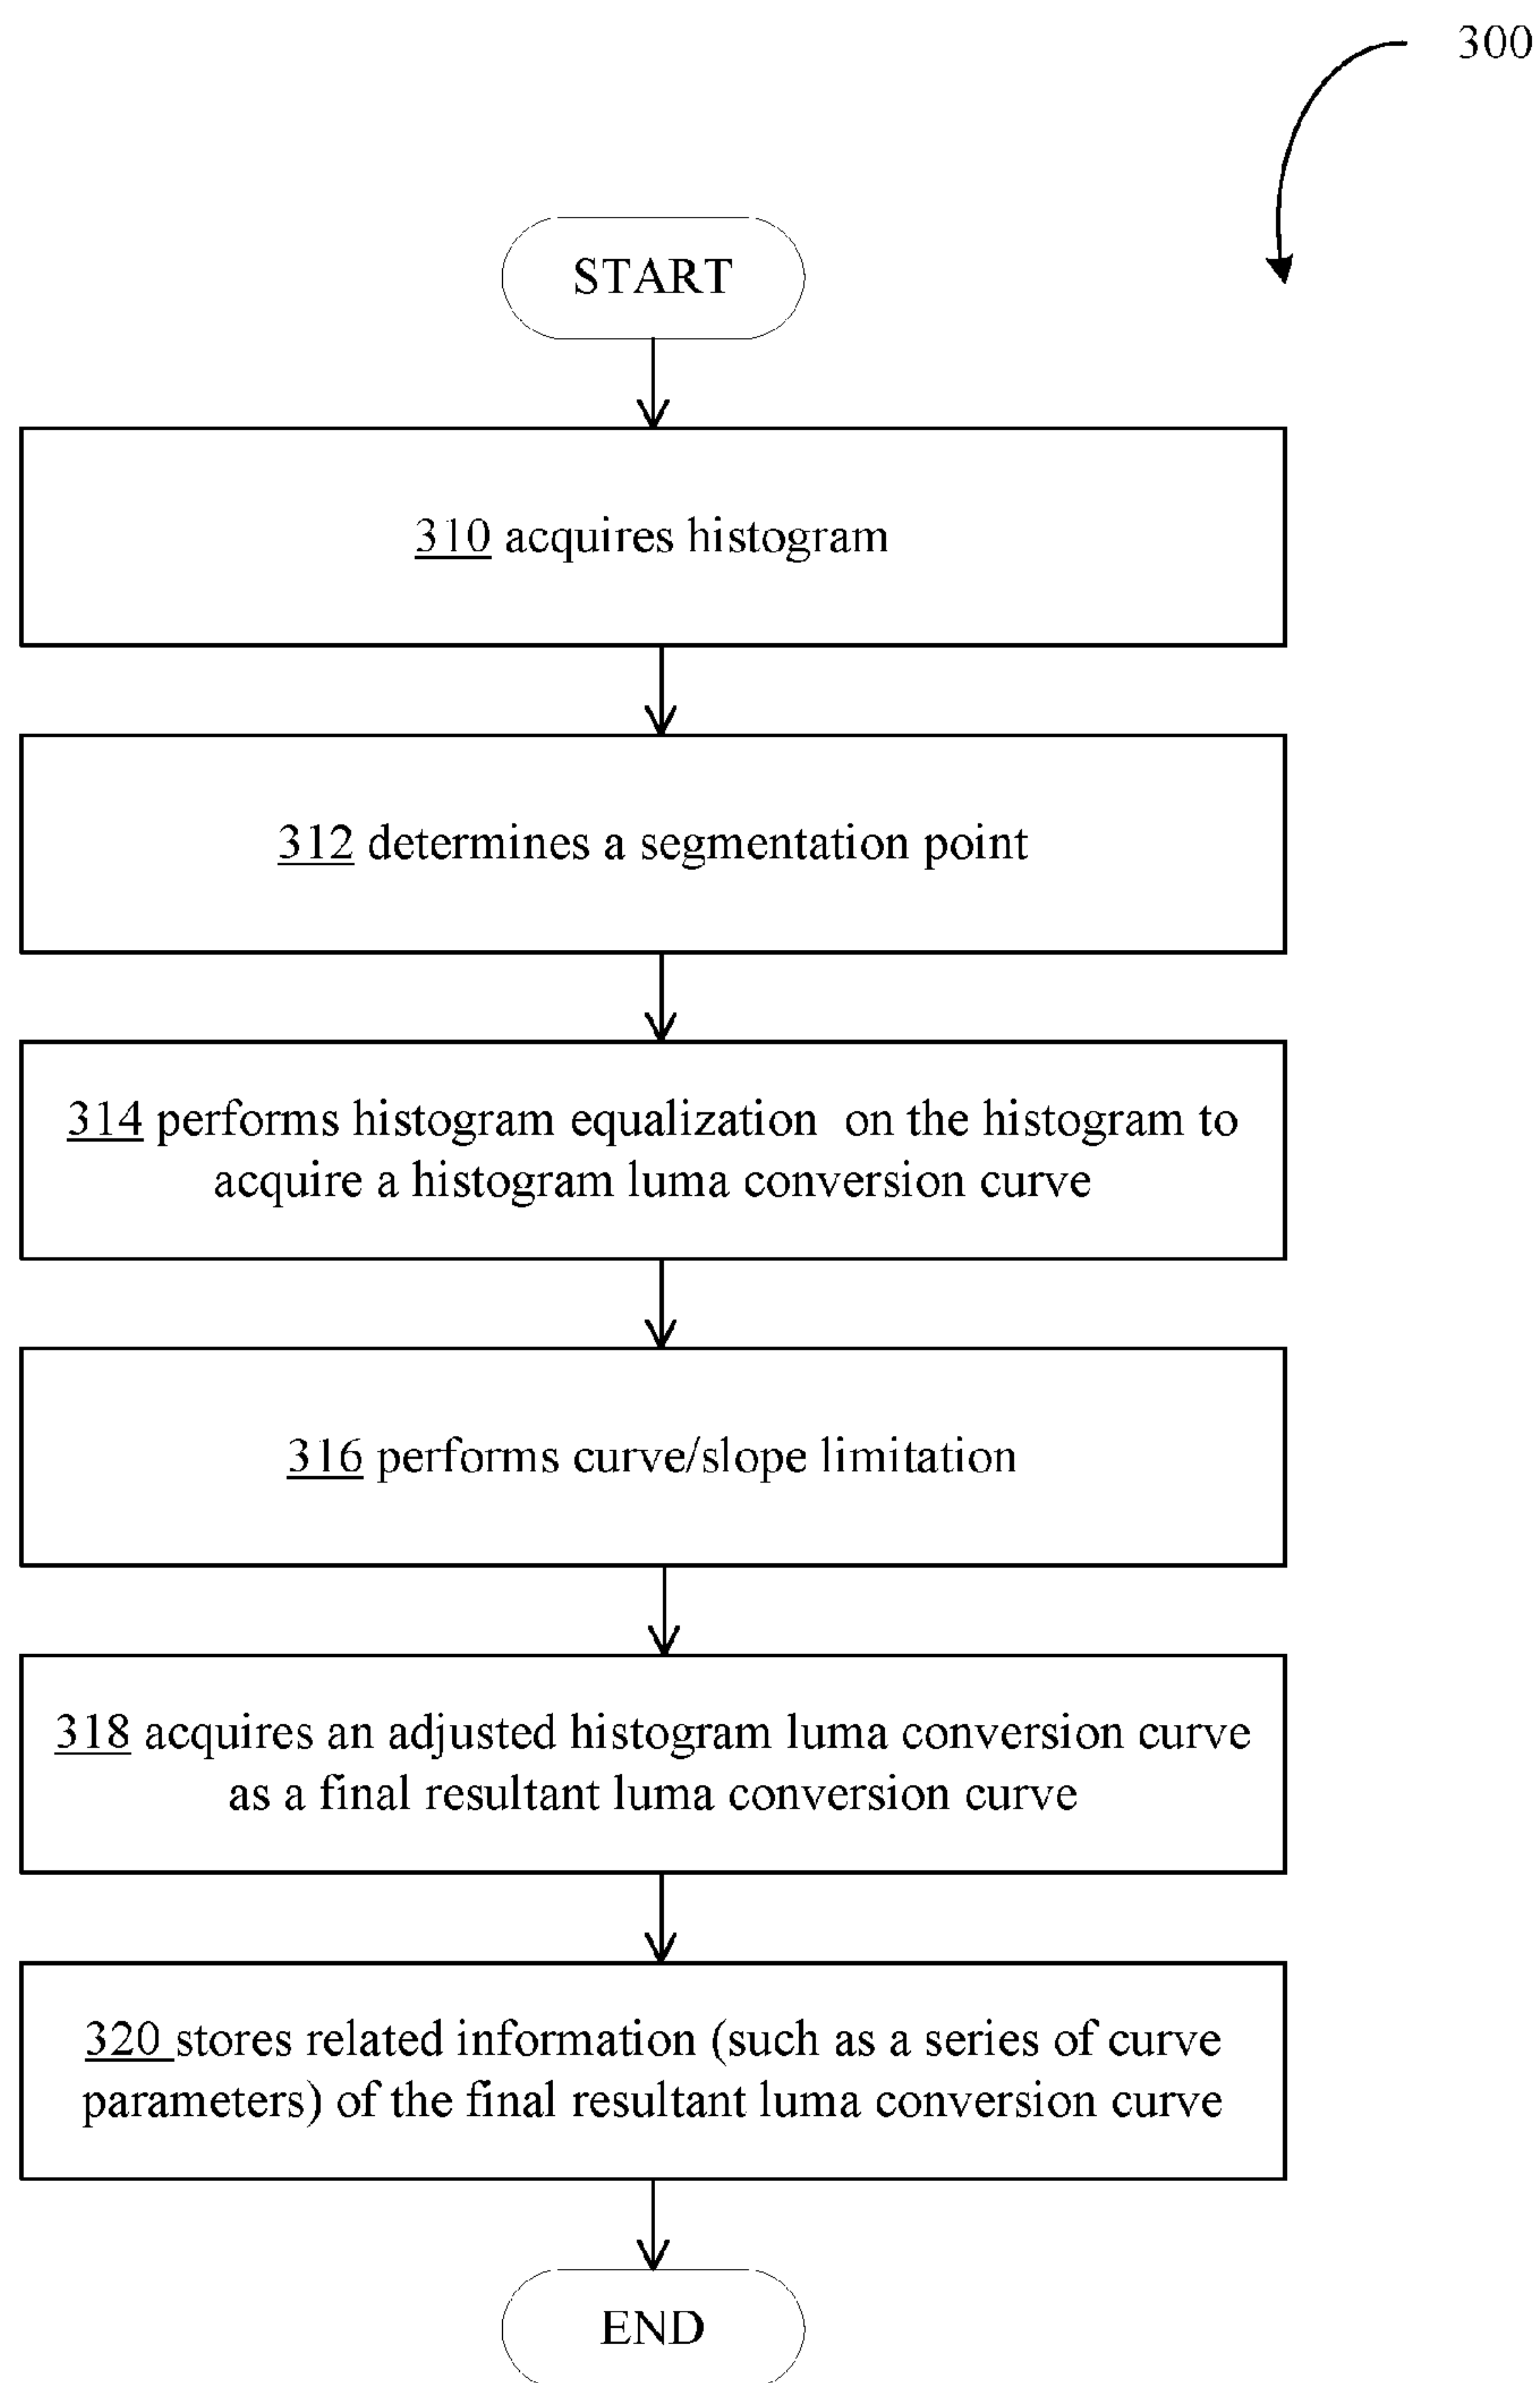 300
START
310 acquires histogram
312 determines a segmentation point
314 performs histogram equalization on the histogram to
acquire a histogram luma conversion curve
316 performs curve/slope limitation
318 acquires an adjusted histogram luma conversion curve
as a final resultant luma conversion curve
320 stores related information (such as a series of curve
parameters) of the final resultant luma conversion curve
END